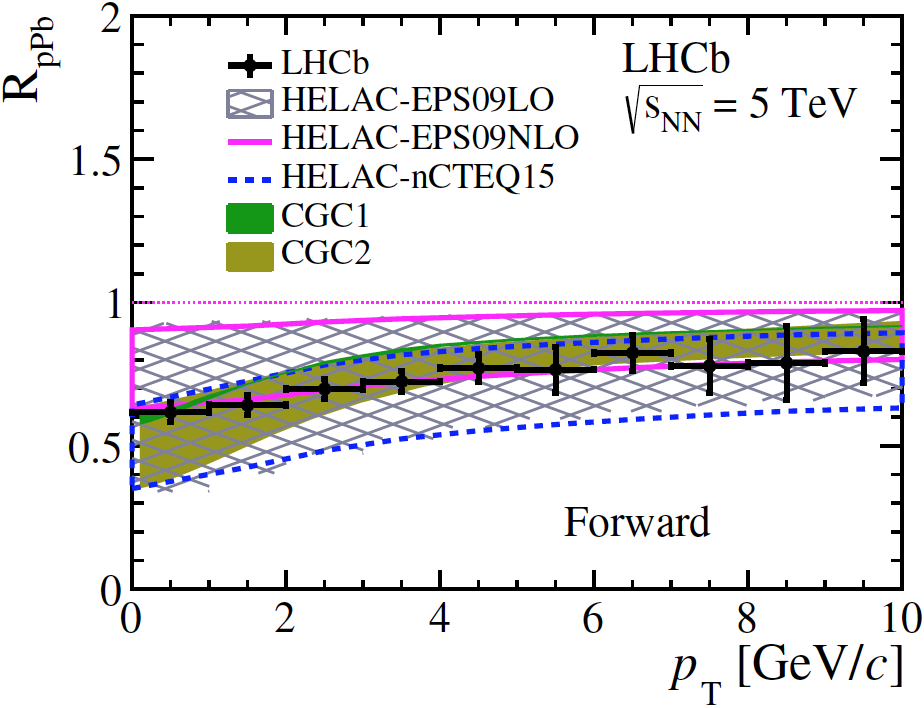 R_pPb
2
1.5
1
0.5
0
LHCb
HELAC-EPS09LO
HELAC-EPS09NLO
HELAC-nCTEQ15
CGC1
CGC2
LHCb
√s_NN = 5 TeV
Forward
0 2 4 6 8 10
p_T [GeV/c]